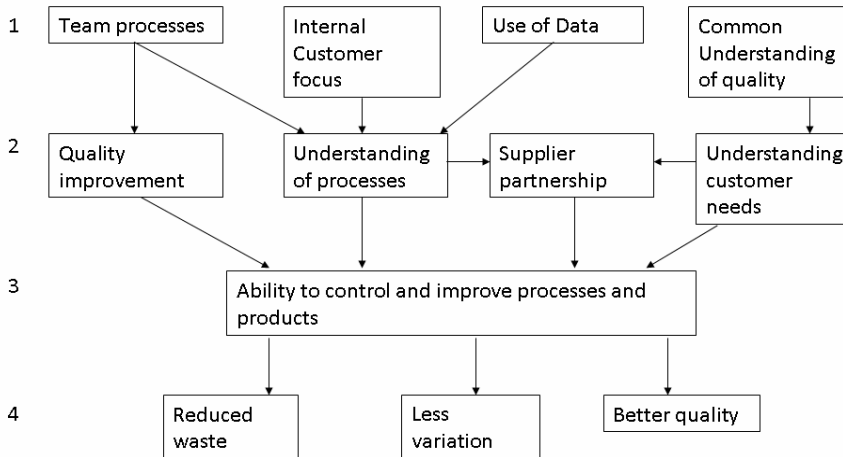 1
Team processes
Internal
Customer
focus
Use of Data
Common
Understanding
of quality
2
Quality
improvement
Understanding
of processes
Supplier
partnership
Understanding
customer
needs
3
Ability to control and improve processes and
products
4
Reduced
waste
Less
variation
Better quality